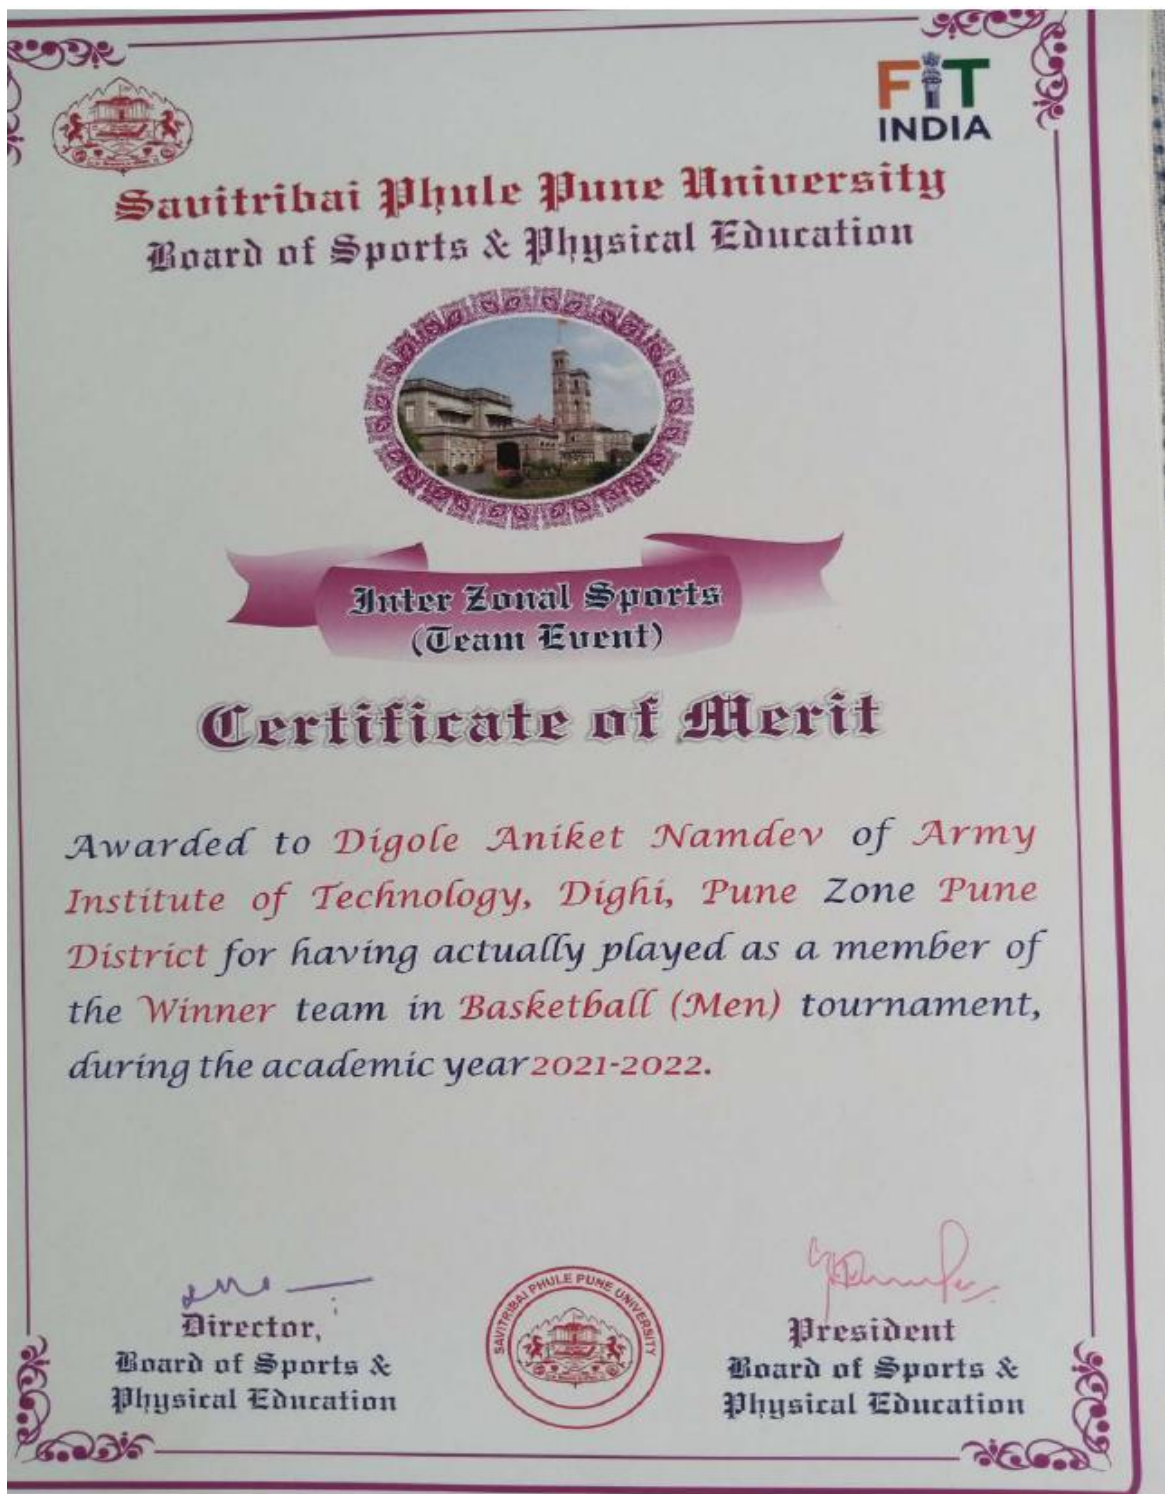 FIT
INDIA
Savitribai Phule Pune University
Board of Sports & Physical Education
Inter Zonal Sports
(Team Event)
Certificate of Merit
Awarded to Digole Aniket Namdev of Army
Institute of Technology, Dighi, Pune Zone Pune
District for having actually played as a member of
the Winner team in Basketball (Men) tournament,
during the academic year 2021-2022.
SAVITRIBAI PHULE PUNE UNIVERSITY
Director,
Board of Sports &
Physical Education
President
Board of Sports &
Physical Education